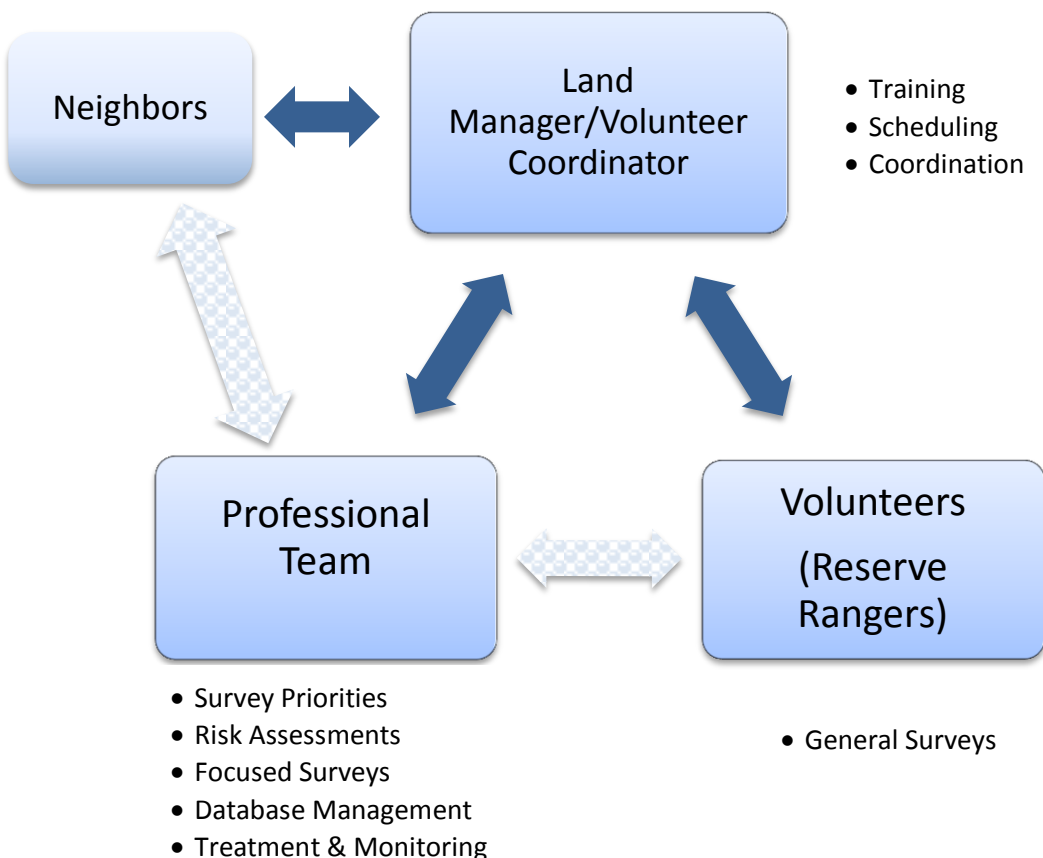 Neighbors
Land
Manager/Volunteer
Coordinator
• Training
• Scheduling
• Coordination
Professional
Team
Volunteers
(Reserve
Rangers)
• Survey Priorities
• Risk Assessments
• Focused Surveys
• Database Management
• Treatment & Monitoring
• General Surveys